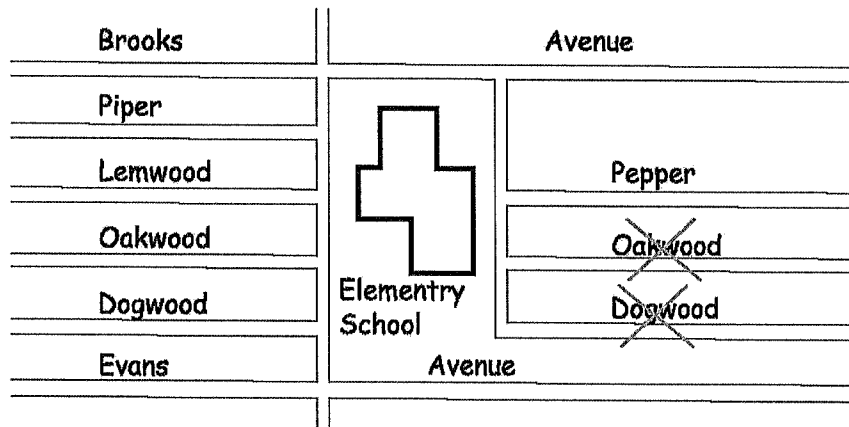 Brooks Avenue
Piper
Lemwood Pepper
Oakwood Oakwood
Dogwood Dogwood
Elementry
School
Evans Avenue